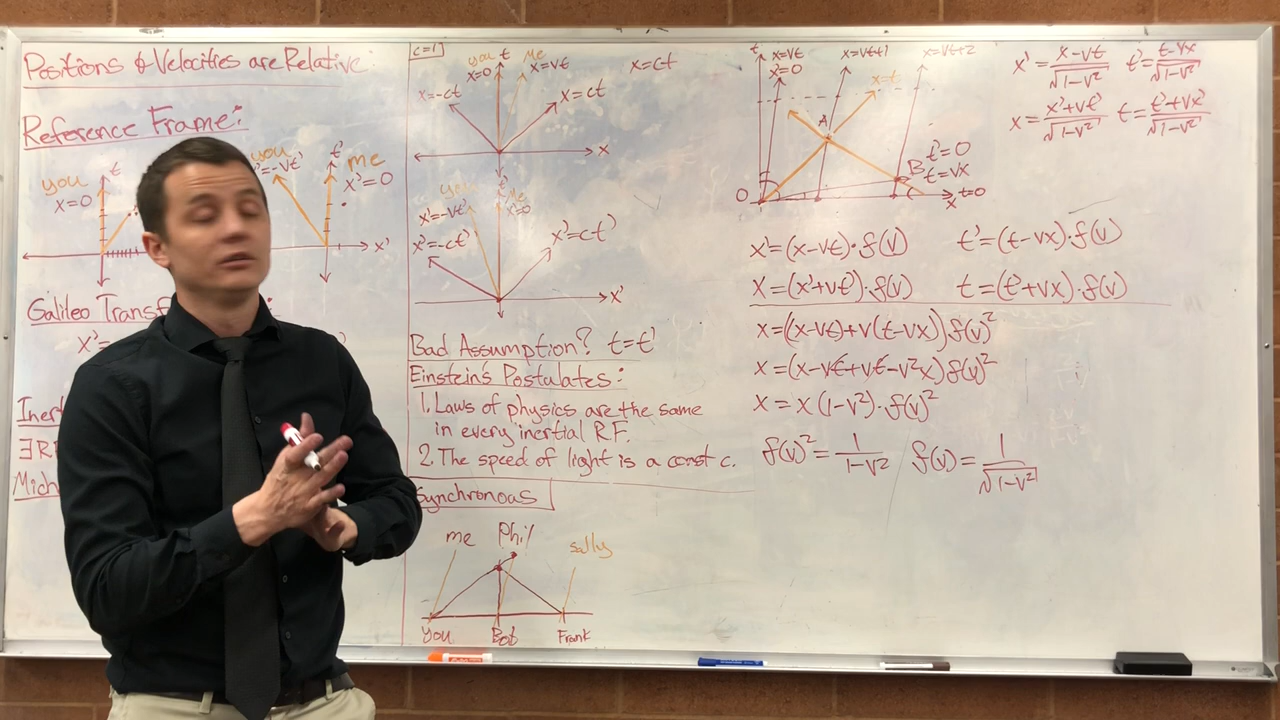 Positions & Velocities are Relative:
Reference Frame:
you
x=0
t
you
x'=-vt'
t'
me
x'=0
x'
Galileo Transf
x'=
Inert
∃R
Mich
c=1
you
x=0
t
me
x=vt
x=ct
x=-ct
x=ct
x
you
t'
me
x'=0
x'=-vt'
x'=-ct'
x'=ct'
x'
Bad Assumption? t=t'
Einstein's Postulates:
1. Laws of physics are the same
in every inertial RF.
2. The speed of light is a const c.
Synchronous
me Phil sally
you Bob Frank
t
x=vt
x=0
x=vt+1
x=vt+2
x=t
A
B
t'=0
t=vx
O
x
t=0
x'=(x-vt)/√(1-v²) t'=(t-vx)/√(1-v²)
x=(x'+vt')/√(1-v²) t=(t'+vx')/√(1-v²)
x'=(x-vt)·f(v) t'=(t-vx)·f(v)
x=(x'+vt')·f(v) t=(t'+vx)·f(v)
x=((x-vt)+v(t-vx))f(v)²
x=(x-vt+vt-v²x)f(v)²
x=x(1-v²)·f(v)²
f(v)²=1/(1-v²) f(v)=1/√(1-v²)